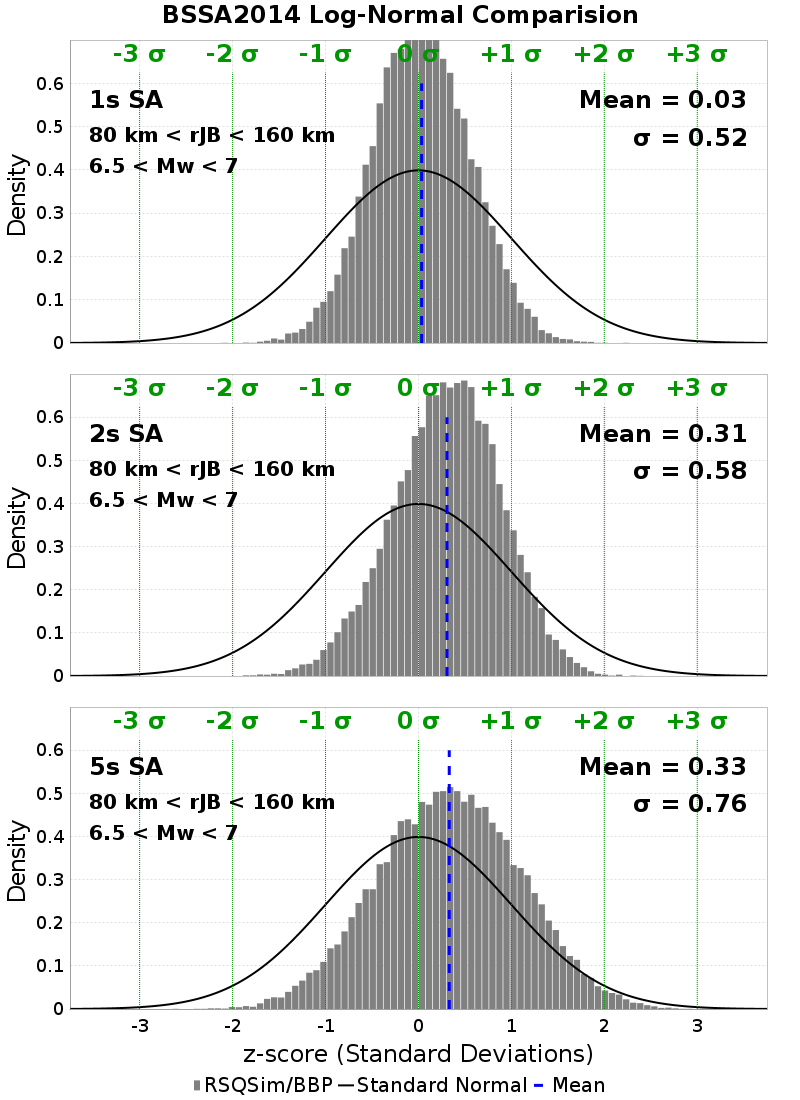 BSSA2014 Log-Normal Comparision
-3 σ -2 σ -1 σ 0 σ +1 σ +2 σ +3 σ
0.6
1s SA Mean = 0.03
0.5
80 km < rJB < 160 km σ = 0.52
0.4
6.5 < Mw < 7
0.3
0.2
0.1
0
Density
-3 σ -2 σ -1 σ 0 σ +1 σ +2 σ +3 σ
0.6
2s SA Mean = 0.31
0.5
80 km < rJB < 160 km σ = 0.58
0.4
6.5 < Mw < 7
0.3
0.2
0.1
0
Density
-3 σ -2 σ -1 σ 0 σ +1 σ +2 σ +3 σ
0.6
5s SA Mean = 0.33
0.5
80 km < rJB < 160 km σ = 0.76
0.4
6.5 < Mw < 7
0.3
0.2
0.1
0
Density
-3 -2 -1 0 1 2 3
z-score (Standard Deviations)
RSQSim/BBP Standard Normal Mean